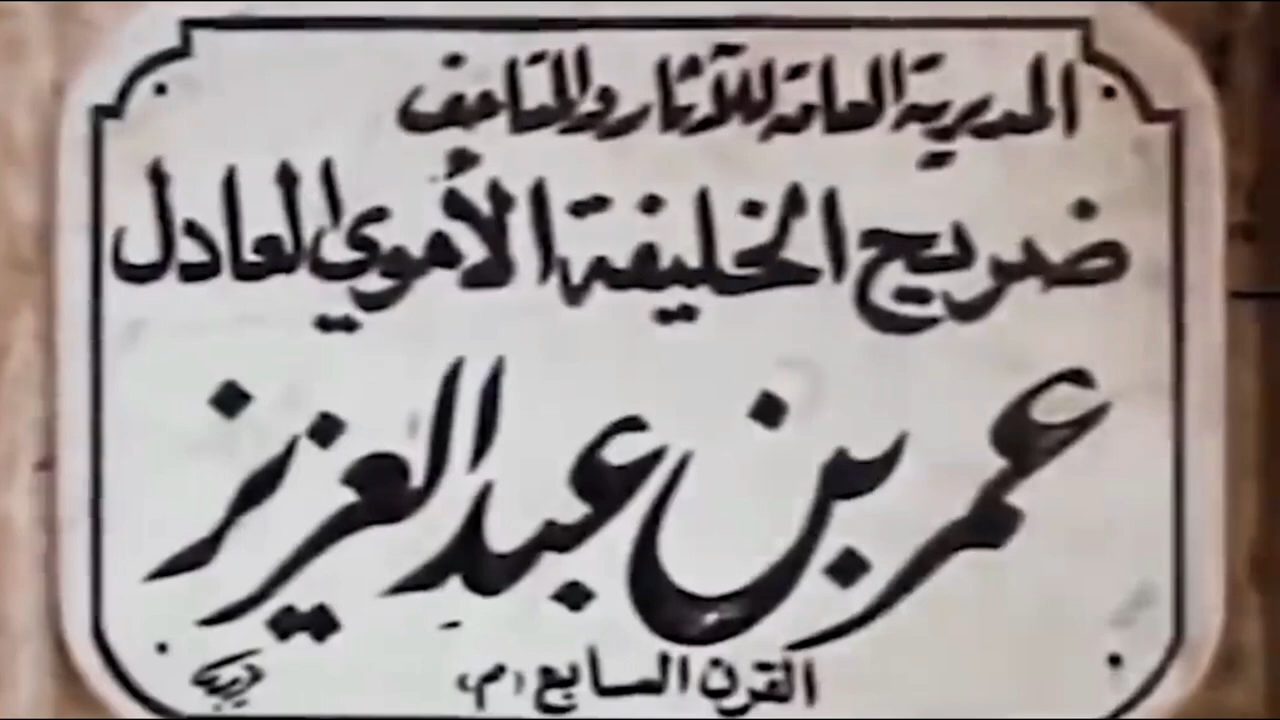 المديرية العامة للآثار والمتاحف
ضريح الخليفة الأموي العادل
عمر بن عبد العزيز
القرن السابع (م)